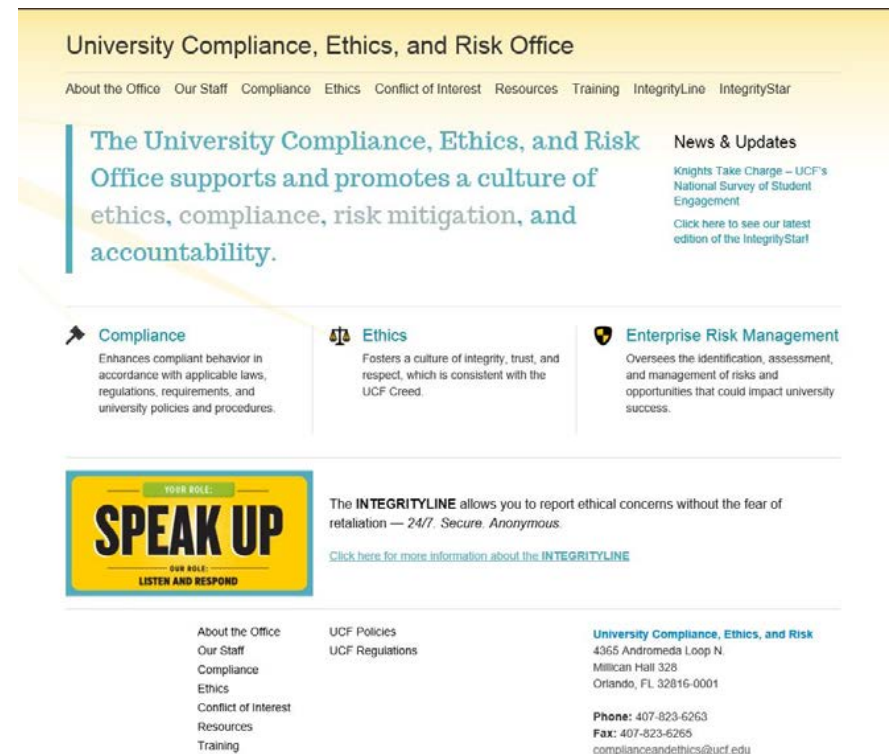 University Compliance, Ethics, and Risk Office
About the Office Our Staff Compliance Ethics Conflict of Interest Resources Training IntegrityLine IntegrityStar
The University Compliance, Ethics, and Risk
Office supports and promotes a culture of
ethics, compliance, risk mitigation, and
accountability.
News & Updates
Knights Take Charge – UCF's
National Survey of Student
Engagement
Click here to see our latest
edition of the IntegrityStar!
Compliance
Enhances compliant behavior in
accordance with applicable laws,
regulations, requirements, and
university policies and procedures.
Ethics
Fosters a culture of integrity, trust, and
respect, which is consistent with the
UCF Creed.
Enterprise Risk Management
Oversees the identification, assessment,
and management of risks and
opportunities that could impact university
success.
YOUR ROLE:
SPEAK UP
OUR ROLE:
LISTEN AND RESPOND
The INTEGRITYLINE allows you to report ethical concerns without the fear of
retaliation — 24/7. Secure. Anonymous.
Click here for more information about the INTEGRITYLINE
About the Office
Our Staff
Compliance
Ethics
Conflict of Interest
Resources
Training
UCF Policies
UCF Regulations
University Compliance, Ethics, and Risk
4365 Andromeda Loop N.
Millican Hall 328
Orlando, FL 32816-0001
Phone: 407-823-6263
Fax: 407-823-6265
complianceandethics@ucf.edu